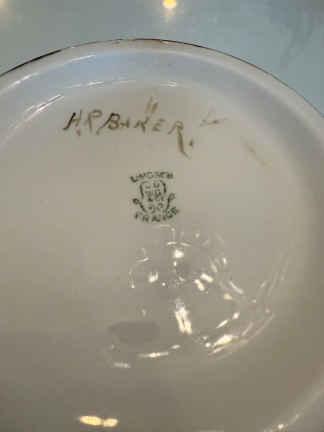 H.R BAKER.
LIMOGES
FRANCE